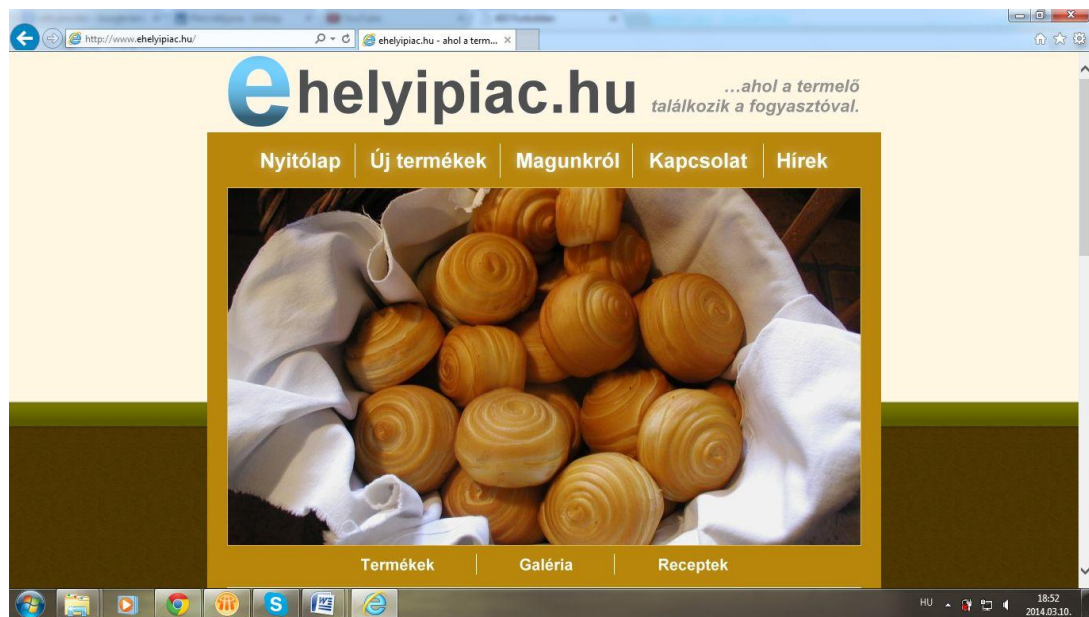 http://www.ehelyipiac.hu/
ehelyipiac.hu - ahol a term...
ehelyipiac.hu
...ahol a termelő
találkozik a fogyasztóval.
Nyitólap Új termékek Magunkról Kapcsolat Hírek
Termékek Galéria Receptek
HU
18:52
2014.03.10.